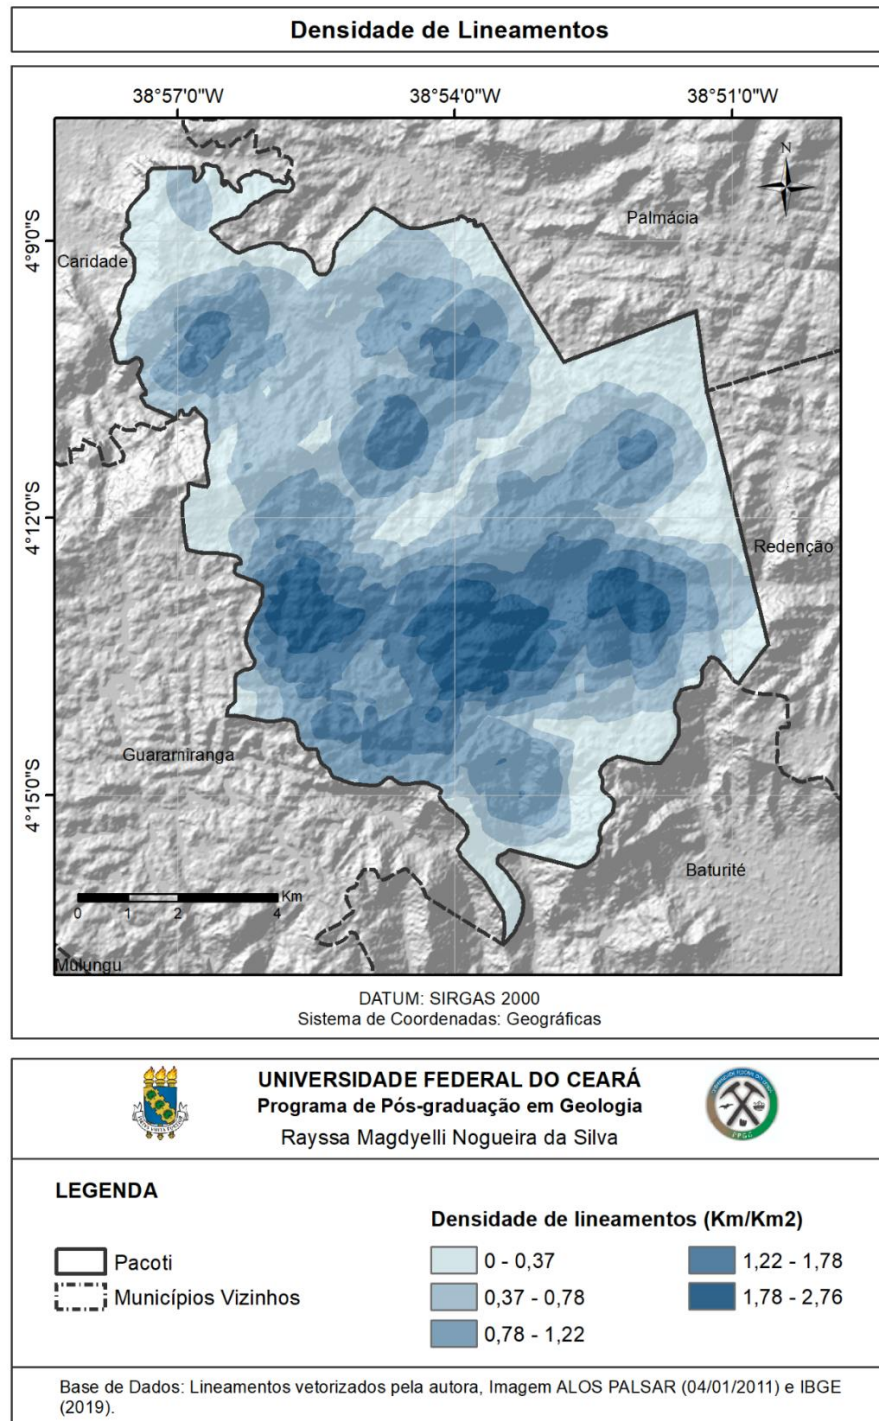 Densidade de Lineamentos
38°57'0"W
38°54'0"W
38°51'0"W
N
Palmácia
4°9'0"S
Caridade
4°12'0"S
Redenção
Guaramiranga
4°15'0"S
Baturité
Km
0 1 2 4
Mulungu
DATUM: SIRGAS 2000
Sistema de Coordenadas: Geográficas
UNIVERSIDADE FEDERAL DO CEARÁ
Programa de Pós-graduação em Geologia
Rayssa Magdyelli Nogueira da Silva
LEGENDA
Pacoti
Municípios Vizinhos
Densidade de lineamentos (Km/Km2)
0 - 0,37
0,37 - 0,78
0,78 - 1,22
1,22 - 1,78
1,78 - 2,76
Base de Dados: Lineamentos vetorizados pela autora, Imagem ALOS PALSAR (04/01/2011) e IBGE
(2019).